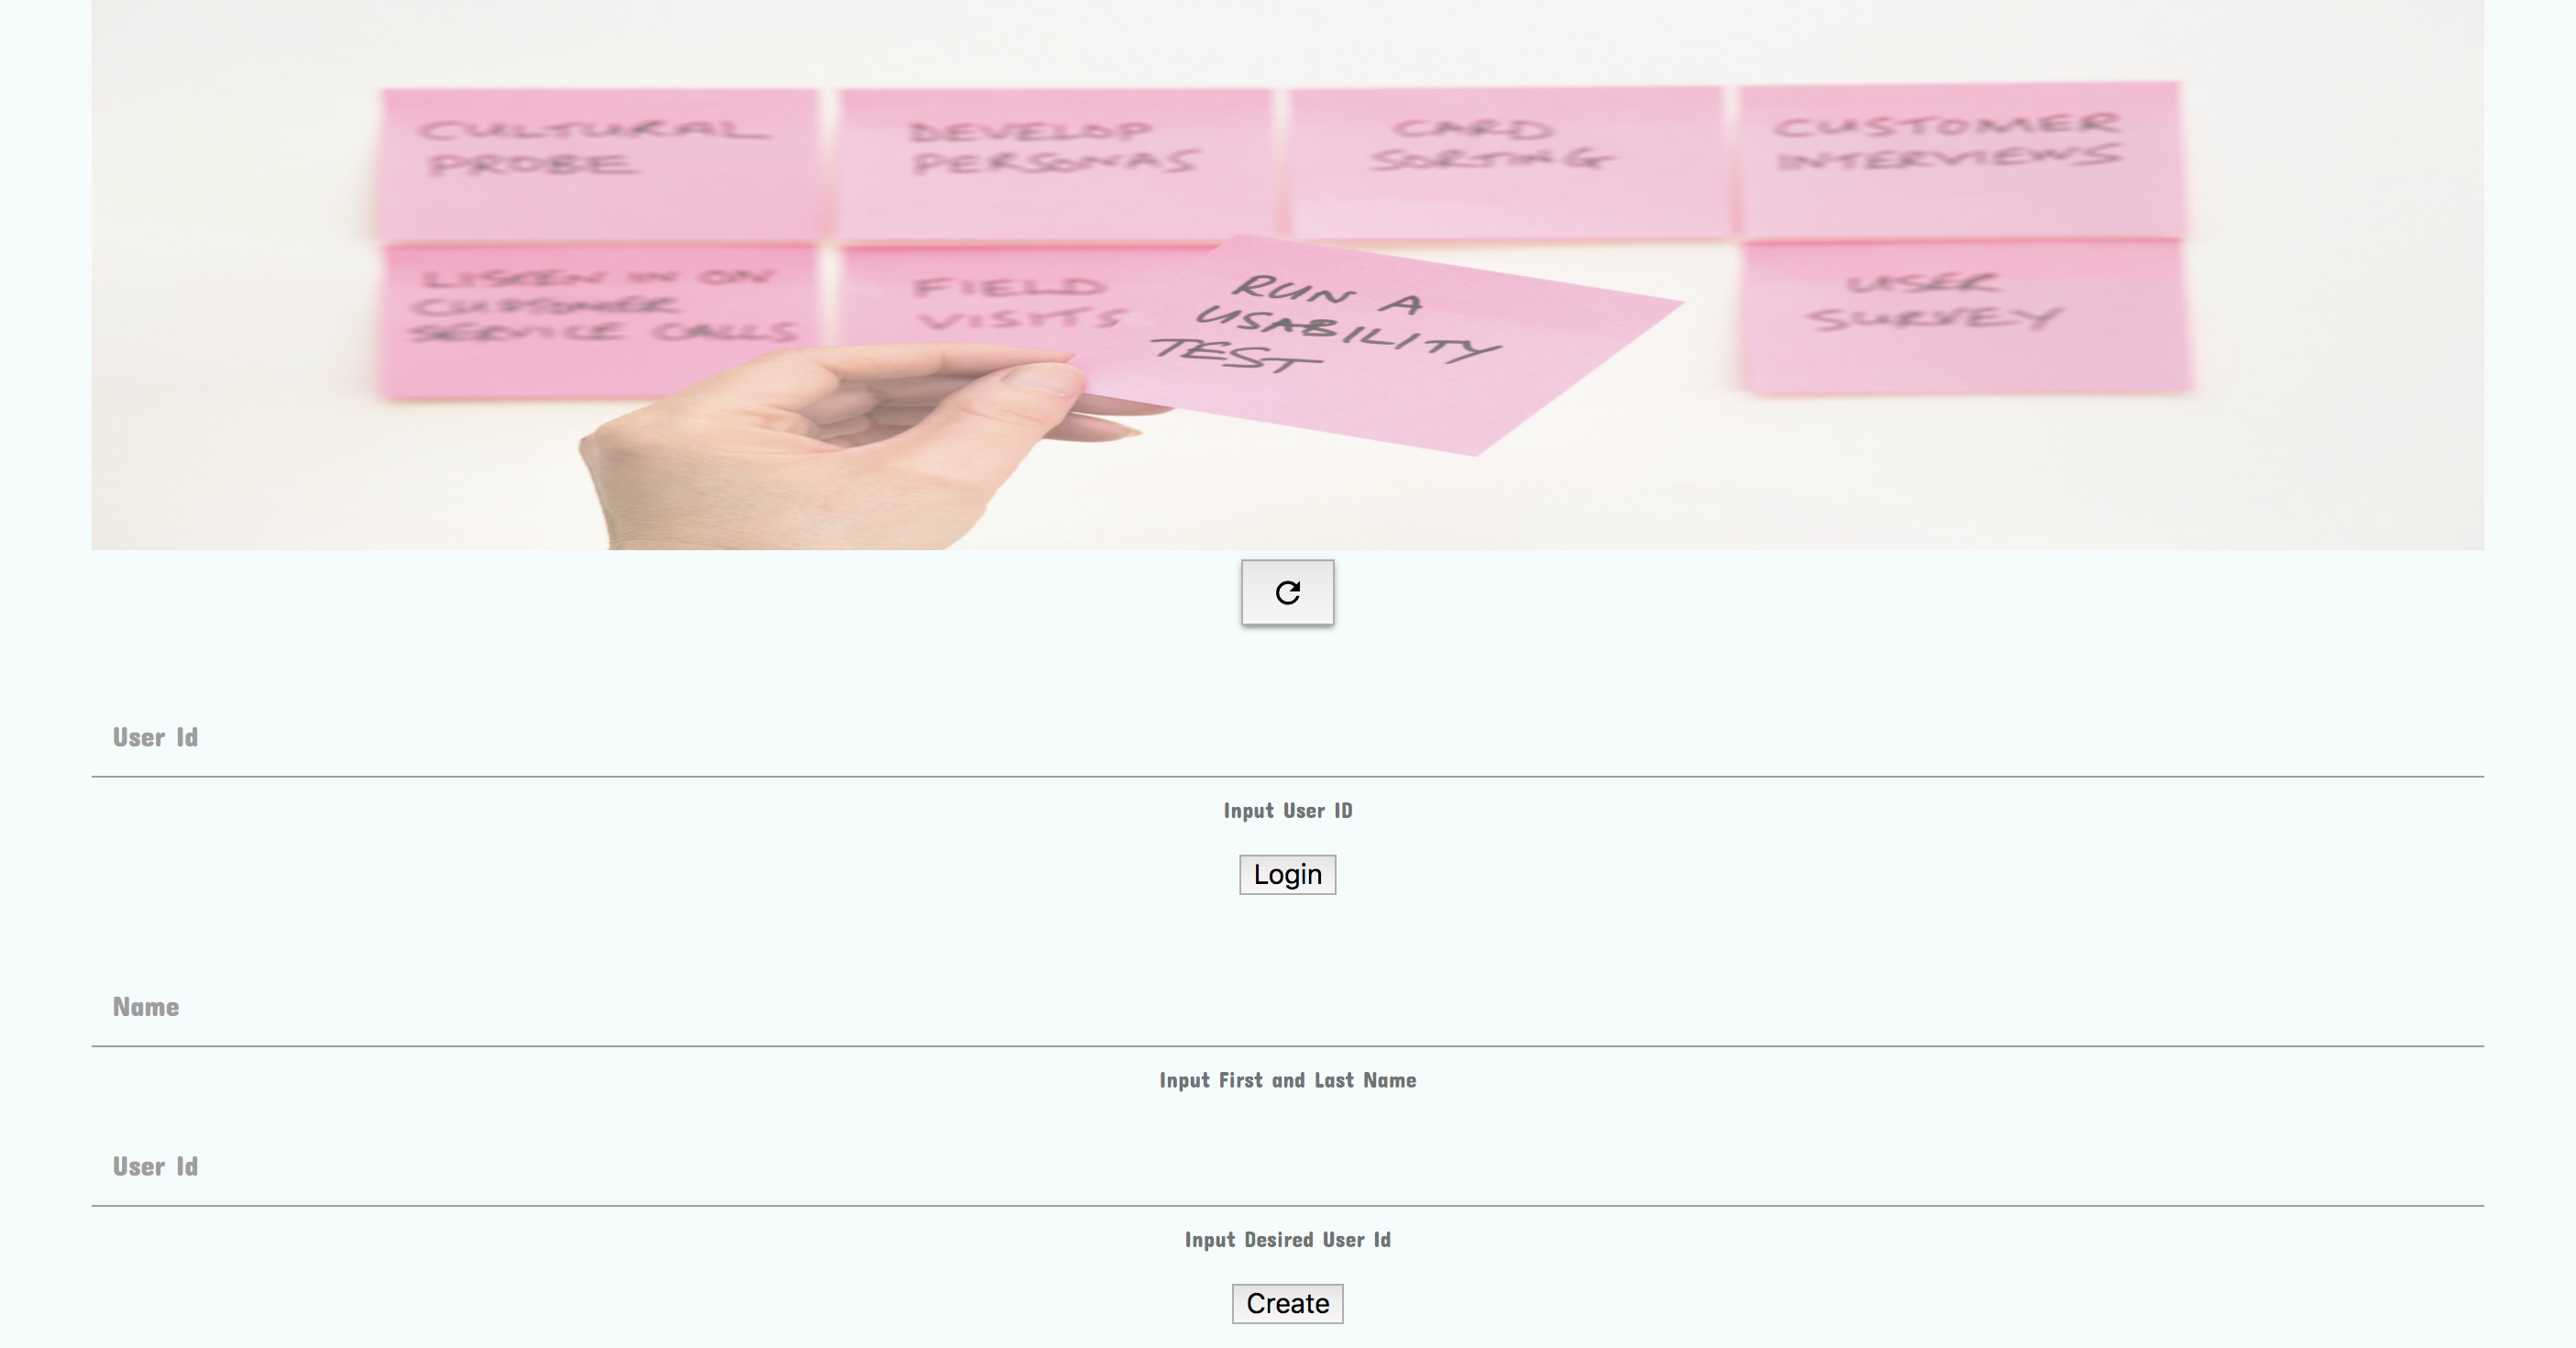 CULTURAL
PROBE
DEVELOP
PERSONAS
CARD
SORTING
CUSTOMER
INTERVIEWS
LISTEN IN ON
CUSTOMER
SERVICE CALLS
FIELD
VISITS
RUN A
USABILITY
TEST
USER
SURVEY
User Id
Input User ID
Login
Name
Input First and Last Name
User Id
Input Desired User Id
Create